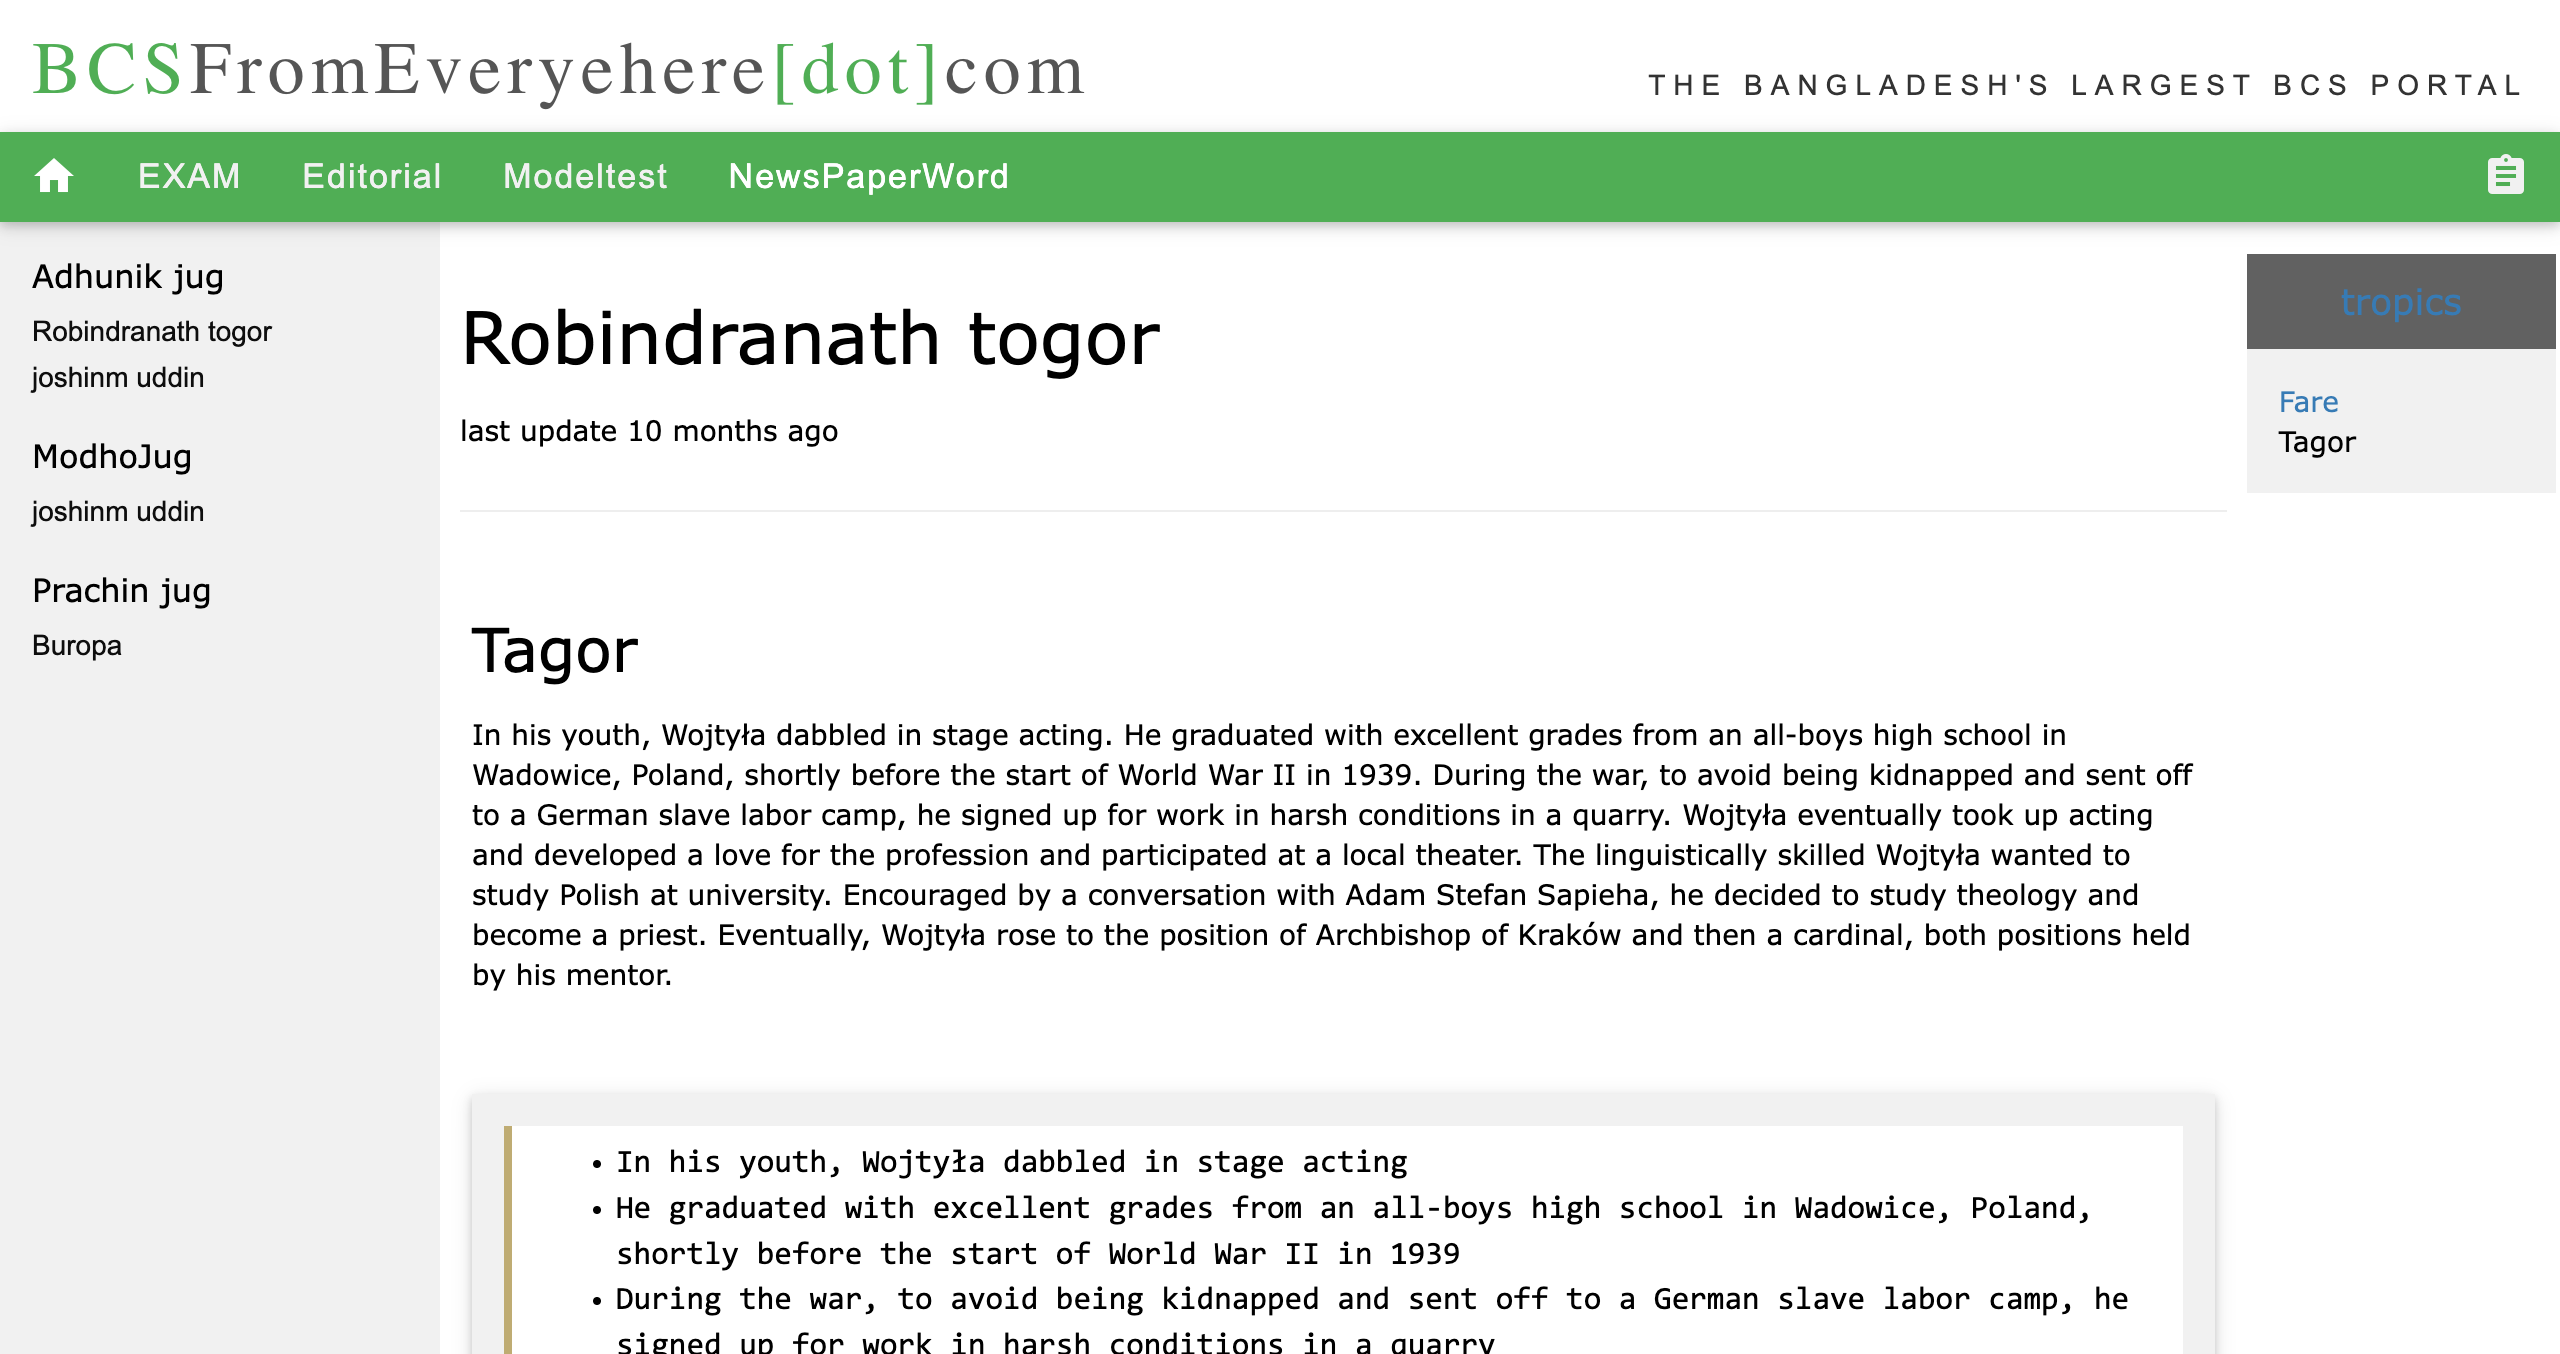 BCSFromEveryehere[dot]com
THE BANGLADESH'S LARGEST BCS PORTAL
EXAM Editorial Modeltest NewsPaperWord
Adhunik jug
Robindranath togor
joshinm uddin
ModhoJug
joshinm uddin
Prachin jug
Buropa
Robindranath togor
last update 10 months ago
Tagor
In his youth, Wojtyła dabbled in stage acting. He graduated with excellent grades from an all-boys high school in
Wadowice, Poland, shortly before the start of World War II in 1939. During the war, to avoid being kidnapped and sent off
to a German slave labor camp, he signed up for work in harsh conditions in a quarry. Wojtyła eventually took up acting
and developed a love for the profession and participated at a local theater. The linguistically skilled Wojtyła wanted to
study Polish at university. Encouraged by a conversation with Adam Stefan Sapieha, he decided to study theology and
become a priest. Eventually, Wojtyła rose to the position of Archbishop of Kraków and then a cardinal, both positions held
by his mentor.
• In his youth, Wojtyła dabbled in stage acting
• He graduated with excellent grades from an all-boys high school in Wadowice, Poland,
shortly before the start of World War II in 1939
• During the war, to avoid being kidnapped and sent off to a German slave labor camp, he
signed up for work in harsh conditions in a quarry
tropics
Fare
Tagor